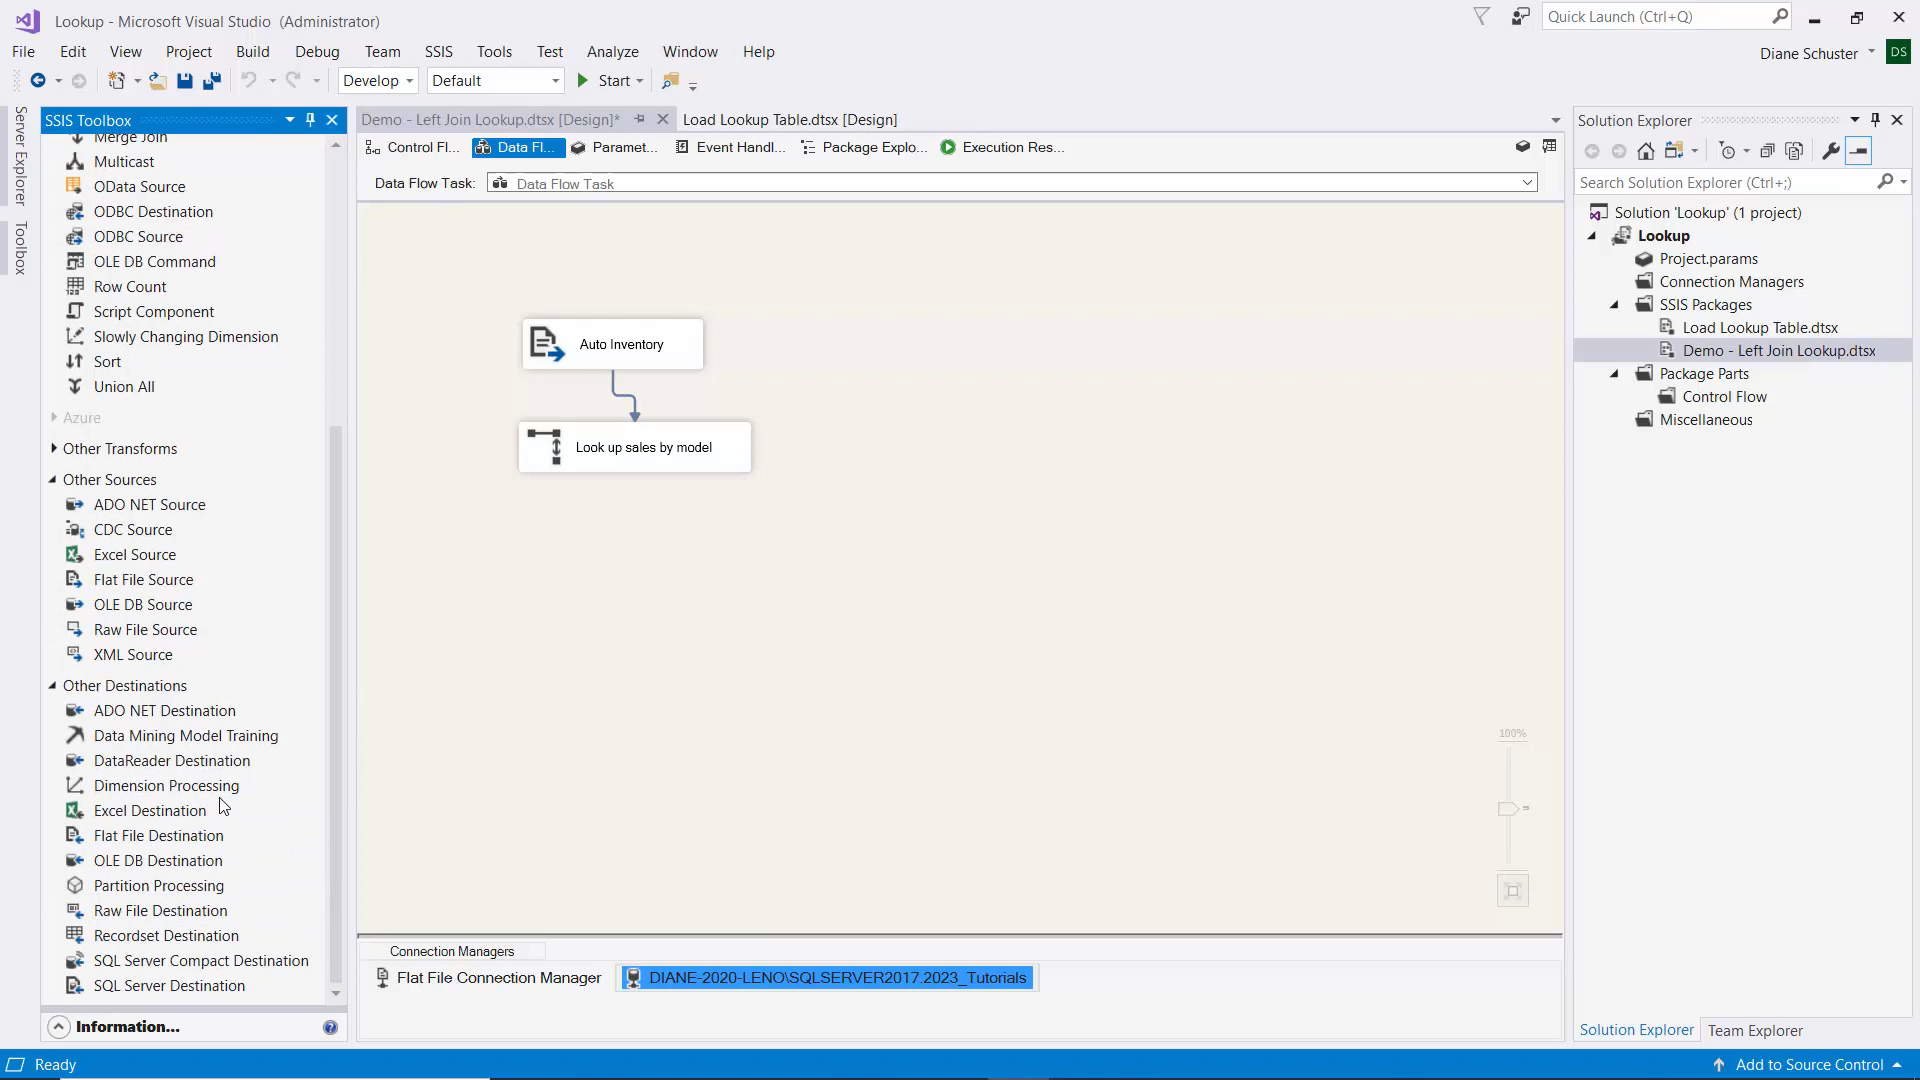 Lookup - Microsoft Visual Studio (Administrator)
Quick Launch (Ctrl+Q)
File Edit View Project Build Debug Team SSIS Tools Test Analyze Window Help
Diane Schuster DS
Develop Default Start
Server Explorer
Toolbox
SSIS Toolbox
Merge Join
Multicast
OData Source
ODBC Destination
ODBC Source
OLE DB Command
Row Count
Script Component
Slowly Changing Dimension
Sort
Union All
Azure
Other Transforms
Other Sources
ADO NET Source
CDC Source
Excel Source
Flat File Source
OLE DB Source
Raw File Source
XML Source
Other Destinations
ADO NET Destination
Data Mining Model Training
DataReader Destination
Dimension Processing
Excel Destination
Flat File Destination
OLE DB Destination
Partition Processing
Raw File Destination
Recordset Destination
SQL Server Compact Destination
SQL Server Destination
Information...
Demo - Left Join Lookup.dtsx [Design]* Load Lookup Table.dtsx [Design]
Control Fl... Data Fl... Paramet... Event Handl... Package Explo... Execution Res...
Data Flow Task: Data Flow Task
Auto Inventory
Look up sales by model
100%
Connection Managers
Flat File Connection Manager DIANE-2020-LENO\SQLSERVER2017.2023_Tutorials
Solution Explorer
Search Solution Explorer (Ctrl+;)
Solution 'Lookup' (1 project)
Lookup
Project.params
Connection Managers
SSIS Packages
Load Lookup Table.dtsx
Demo - Left Join Lookup.dtsx
Package Parts
Control Flow
Miscellaneous
Solution Explorer Team Explorer
Ready
Add to Source Control